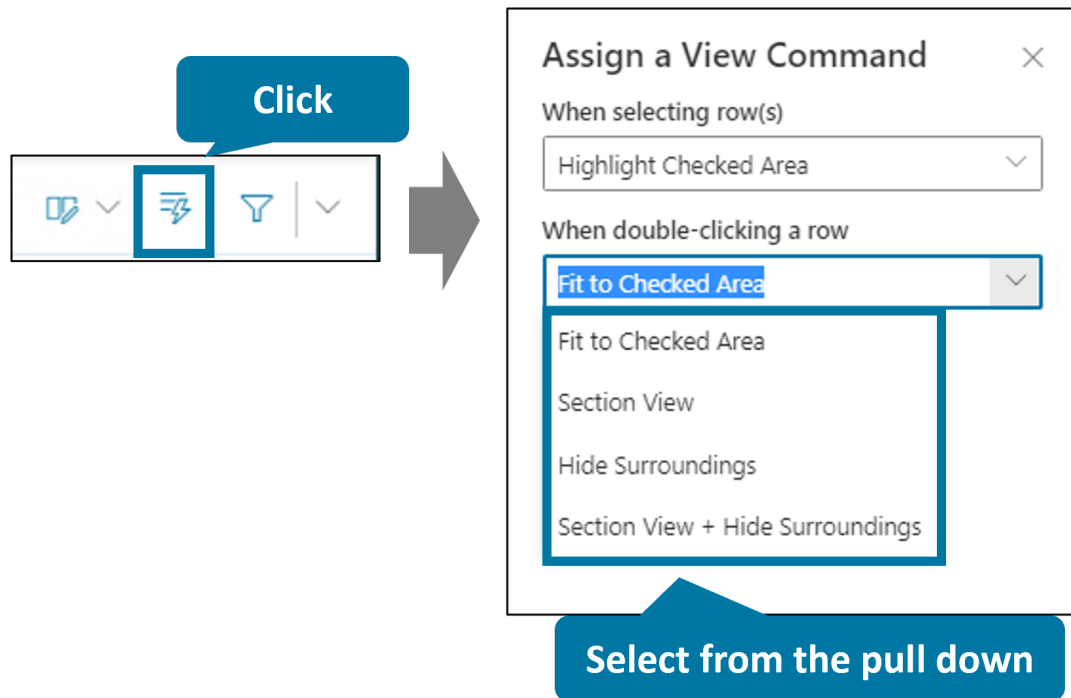 Click
Assign a View Command
When selecting row(s)
Highlight Checked Area
When double-clicking a row
Fit to Checked Area
Fit to Checked Area
Section View
Hide Surroundings
Section View + Hide Surroundings
Select from the pull down